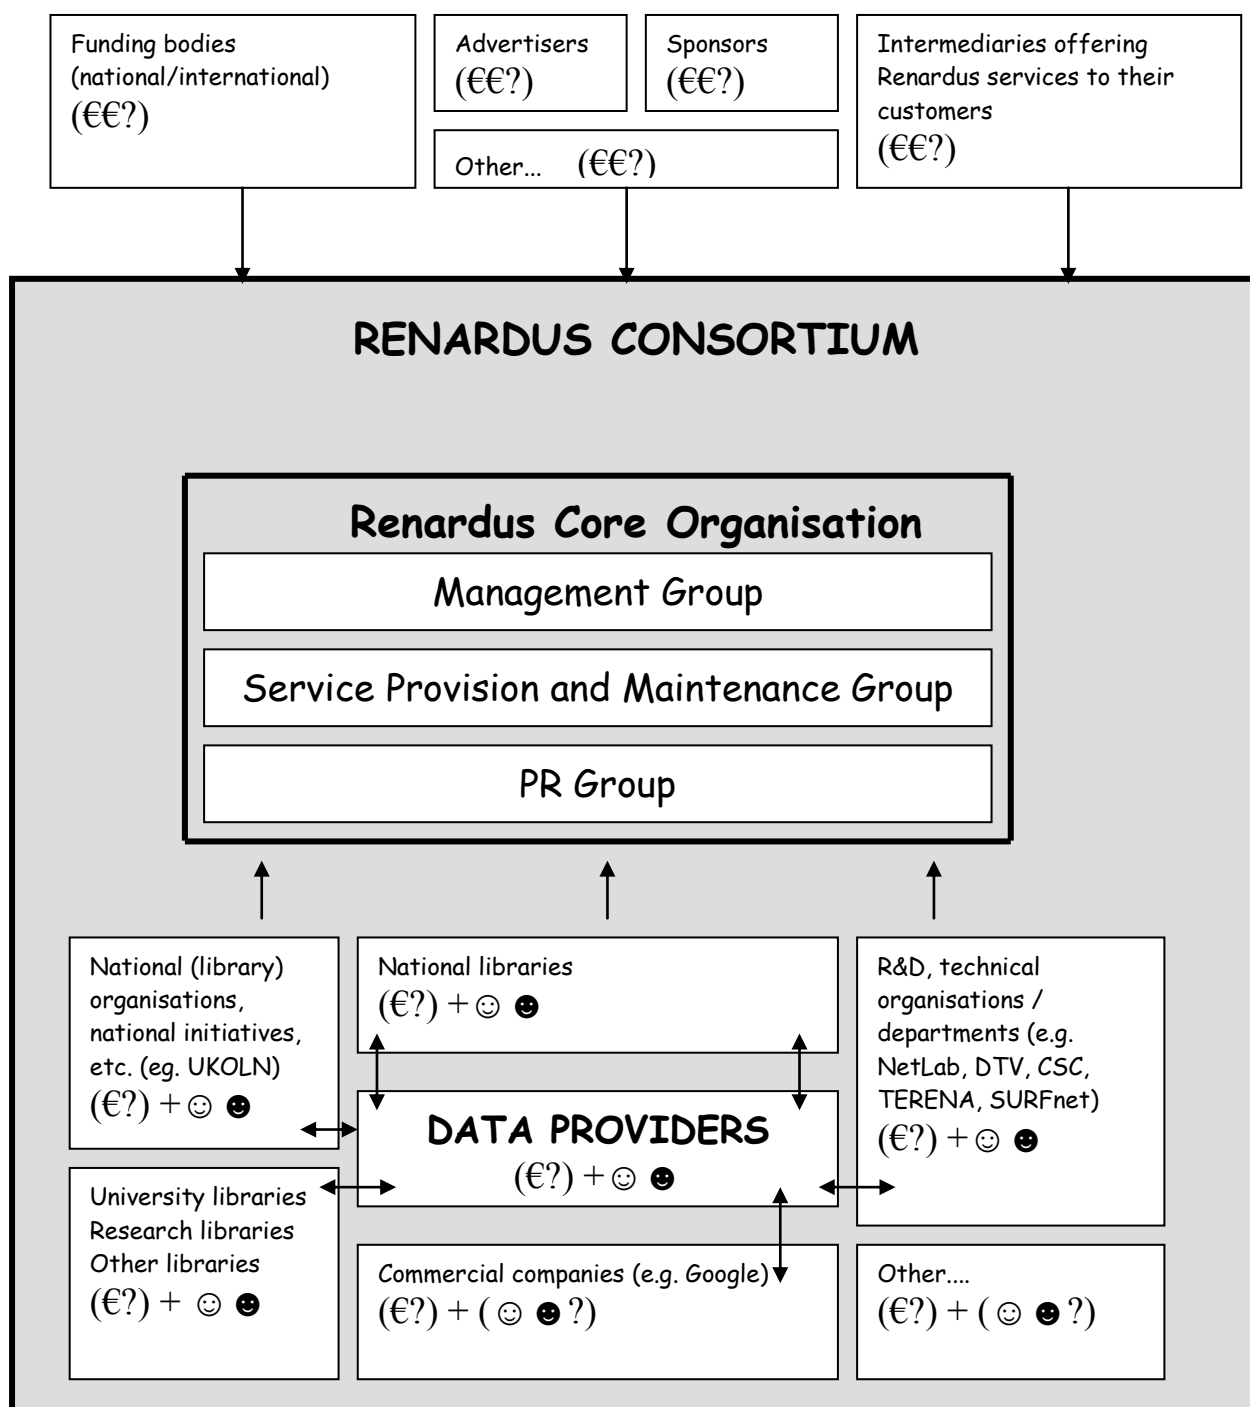 Funding bodies
(national/international)
(€€?)
Advertisers
(€€?)
Sponsors
(€€?)
Other... (€€?)
Intermediaries offering
Renardus services to their
customers
(€€?)
RENARDUS CONSORTIUM
Renardus Core Organisation
Management Group
Service Provision and Maintenance Group
PR Group
National (library)
organisations,
national initiatives,
etc. (eg. UKOLN)
(€?) +☺ ☻
National libraries
(€?) +☺ ☻
R&D, technical
organisations /
departments (e.g.
NetLab, DTV, CSC,
TERENA, SURFnet)
(€?) +☺ ☻
DATA PROVIDERS
(€?) +☺ ☻
University libraries
Research libraries
Other libraries
(€?) + ☺ ☻
Commercial companies (e.g. Google)
(€?) + ( ☺ ☻ ?)
Other....
(€?) + ( ☺ ☻ ?)